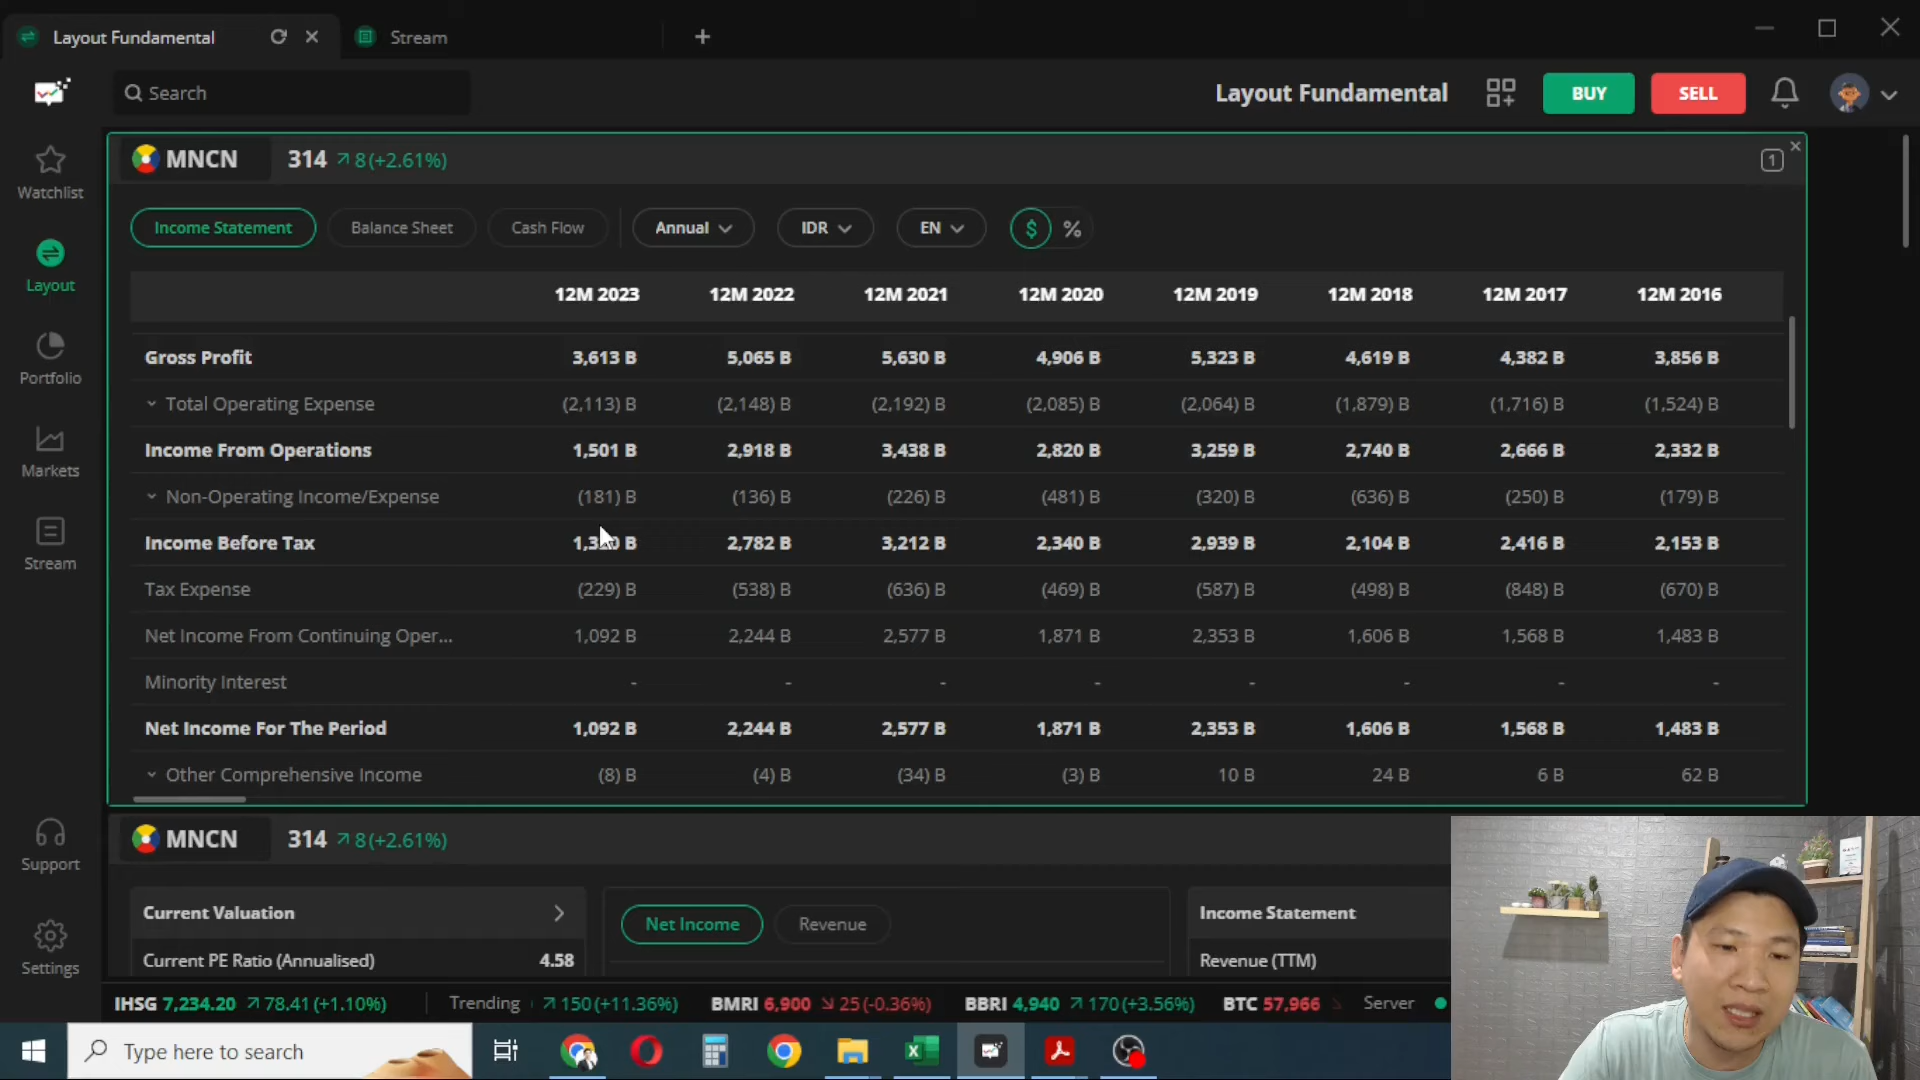 Layout Fundamental
Stream
Search
Layout Fundamental
BUY
SELL
Watchlist
Layout
Portfolio
Markets
Stream
Support
Settings
MNCN 314 8 (+2.61%)
1
Income Statement Balance Sheet Cash Flow Annual IDR EN $ %
12M 2023 12M 2022 12M 2021 12M 2020 12M 2019 12M 2018 12M 2017 12M 2016
Gross Profit 3,613 B 5,065 B 5,630 B 4,906 B 5,323 B 4,619 B 4,382 B 3,856 B
Total Operating Expense (2,113) B (2,148) B (2,192) B (2,085) B (2,064) B (1,879) B (1,716) B (1,524) B
Income From Operations 1,501 B 2,918 B 3,438 B 2,820 B 3,259 B 2,740 B 2,666 B 2,332 B
Non-Operating Income/Expense (181) B (136) B (226) B (481) B (320) B (636) B (250) B (179) B
Income Before Tax B 2,782 B 3,212 B 2,340 B 2,939 B 2,104 B 2,416 B 2,153 B
Tax Expense (229) B (538) B (636) B (469) B (587) B (498) B (848) B (670) B
Net Income From Continuing Oper... 1,092 B 2,244 B 2,577 B 1,871 B 2,353 B 1,606 B 1,568 B 1,483 B
Minority Interest - - - - - - - -
Net Income For The Period 1,092 B 2,244 B 2,577 B 1,871 B 2,353 B 1,606 B 1,568 B 1,483 B
Other Comprehensive Income (8) B (4) B (34) B (3) B 10 B 24 B 6 B 62 B
MNCN 314 8 (+2.61%)
Current Valuation
Current PE Ratio (Annualised) 4.58
Net Income Revenue
Income Statement
Revenue (TTM)
IHSG 7,234.20 78.41 (+1.10%) Trending 150 (+11.36%) BMRI 6,900 25 (-0.36%) BBRI 4,940 170 (+3.56%) BTC 57,966 Server
Type here to search